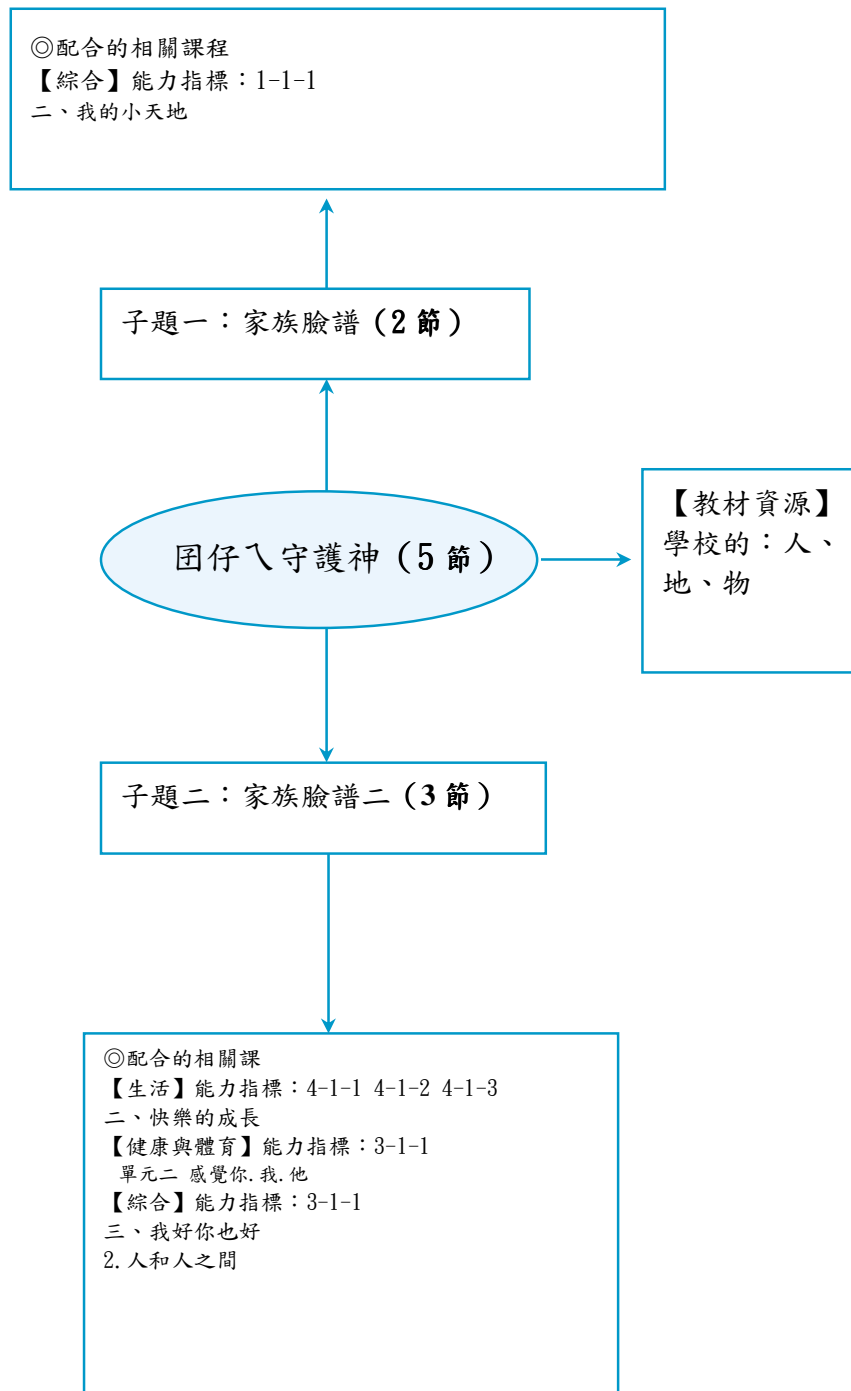 ◎配合的相關課程
【綜合】能力指標：1-1-1
二、我的小天地
子題一：家族臉譜（2 節）
囝仔ㄟ守護神（5 節）
【教材資源】
學校的：人、
地、物
子題二：家族臉譜二（3 節）
◎配合的相關課
【生活】能力指標：4-1-1 4-1-2 4-1-3
二、快樂的成長
【健康與體育】能力指標：3-1-1
單元二 感覺你.我.他
【綜合】能力指標：3-1-1
三、我好你也好
2.人和人之間